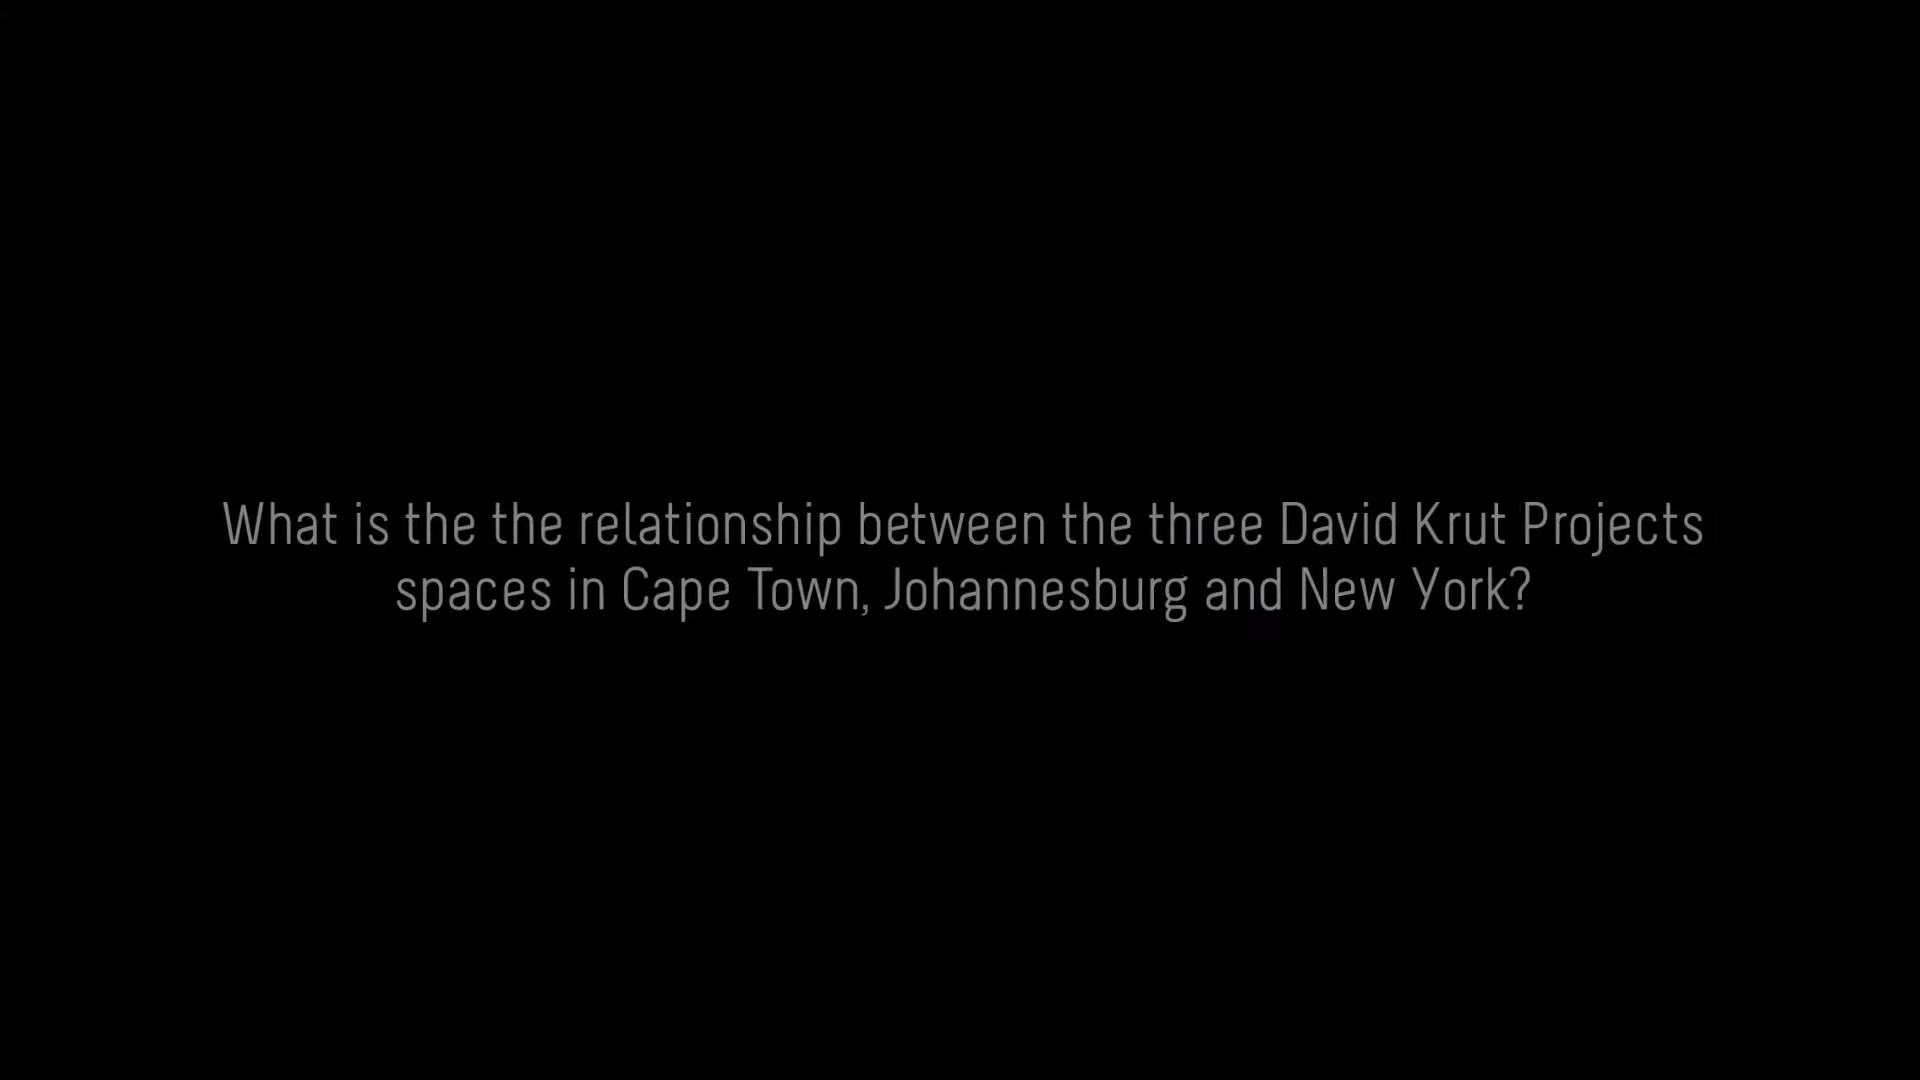 What is the the relationship between the three David Krut Projects
spaces in Cape Town, Johannesburg and New York?